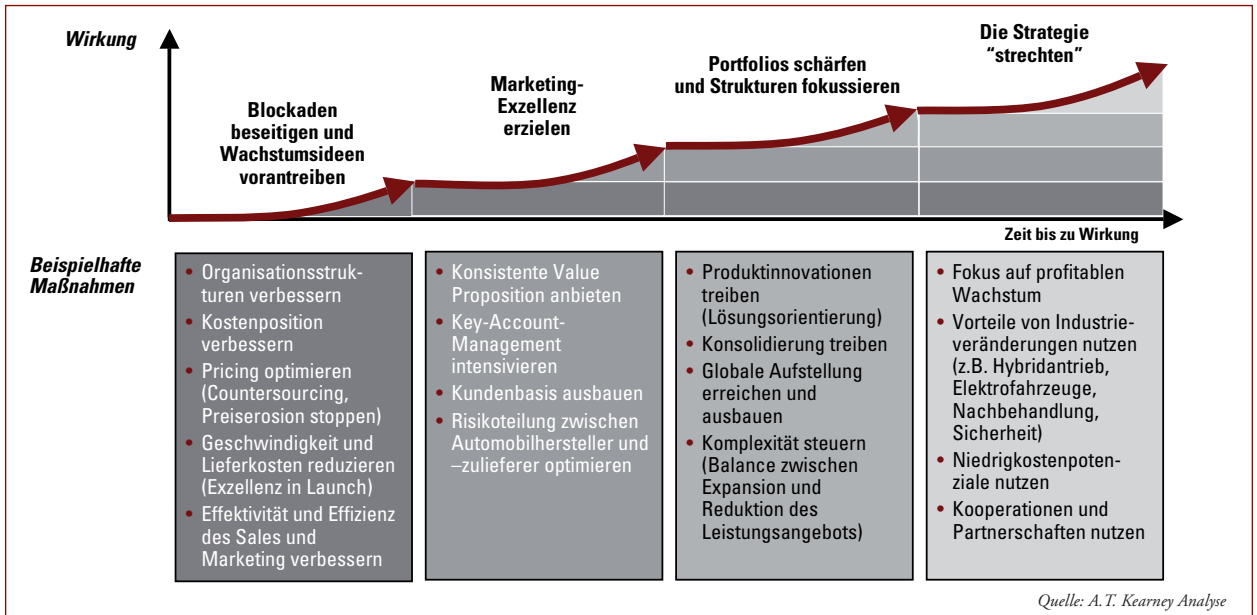 Wirkung
Blockaden
beseitigen und
Wachstumsideen
vorantreiben
Marketing-
Exzellenz
erzielen
Portfolios schärfen
und Strukturen fokussieren
Die Strategie
“strechten”
Zeit bis zu Wirkung
Beispielhafte
Maßnahmen
• Organisationsstruk-
turen verbessern
• Kostenposition
verbessern
• Pricing optimieren
(Countersourcing,
Preiserosion stoppen)
• Geschwindigkeit und
Lieferkosten reduzieren
(Exzellenz in Launch)
• Effektivität und Effizienz
des Sales und
Marketing verbessern
• Konsistente Value
Proposition anbieten
• Key-Account-
Management
intensivieren
• Kundenbasis ausbauen
• Risikoteilung zwischen
Automobilhersteller und
–zulieferer optimieren
• Produktinnovationen
treiben
(Lösungsorientierung)
• Konsolidierung treiben
• Globale Aufstellung
erreichen und
ausbauen
• Komplexität steuern
(Balance zwischen
Expansion und
Reduktion des
Leistungsangebots)
• Fokus auf profitablen
Wachstum
• Vorteile von Industrie-
veränderungen nutzen
(z.B. Hybridantrieb,
Elektrofahrzeuge,
Nachbehandlung,
Sicherheit)
• Niedrigkostenpoten-
ziale nutzen
• Kooperationen und
Partnerschaften nutzen
Quelle: A.T. Kearney Analyse